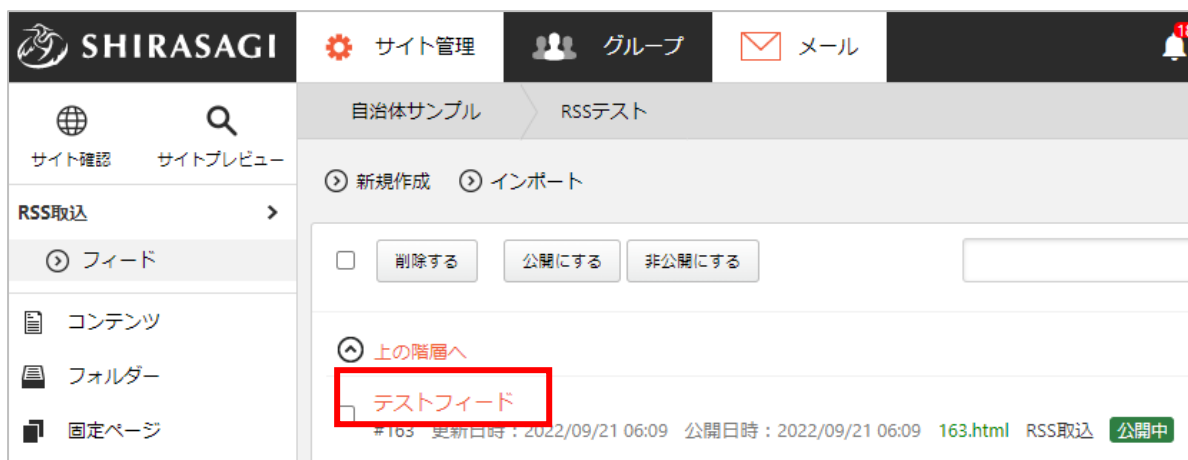 SHIRASAGI サイト管理 グループ メール 18
サイト確認 サイトプレビュー
自治体サンプル RSSテスト
RSS取込
フィード
コンテンツ
フォルダー
固定ページ
新規作成 インポート
削除する 公開にする 非公開にする
上の階層へ
テストフィード
#163 更新日時：2022/09/21 06:09 公開日時：2022/09/21 06:09 163.html RSS取込 公開中